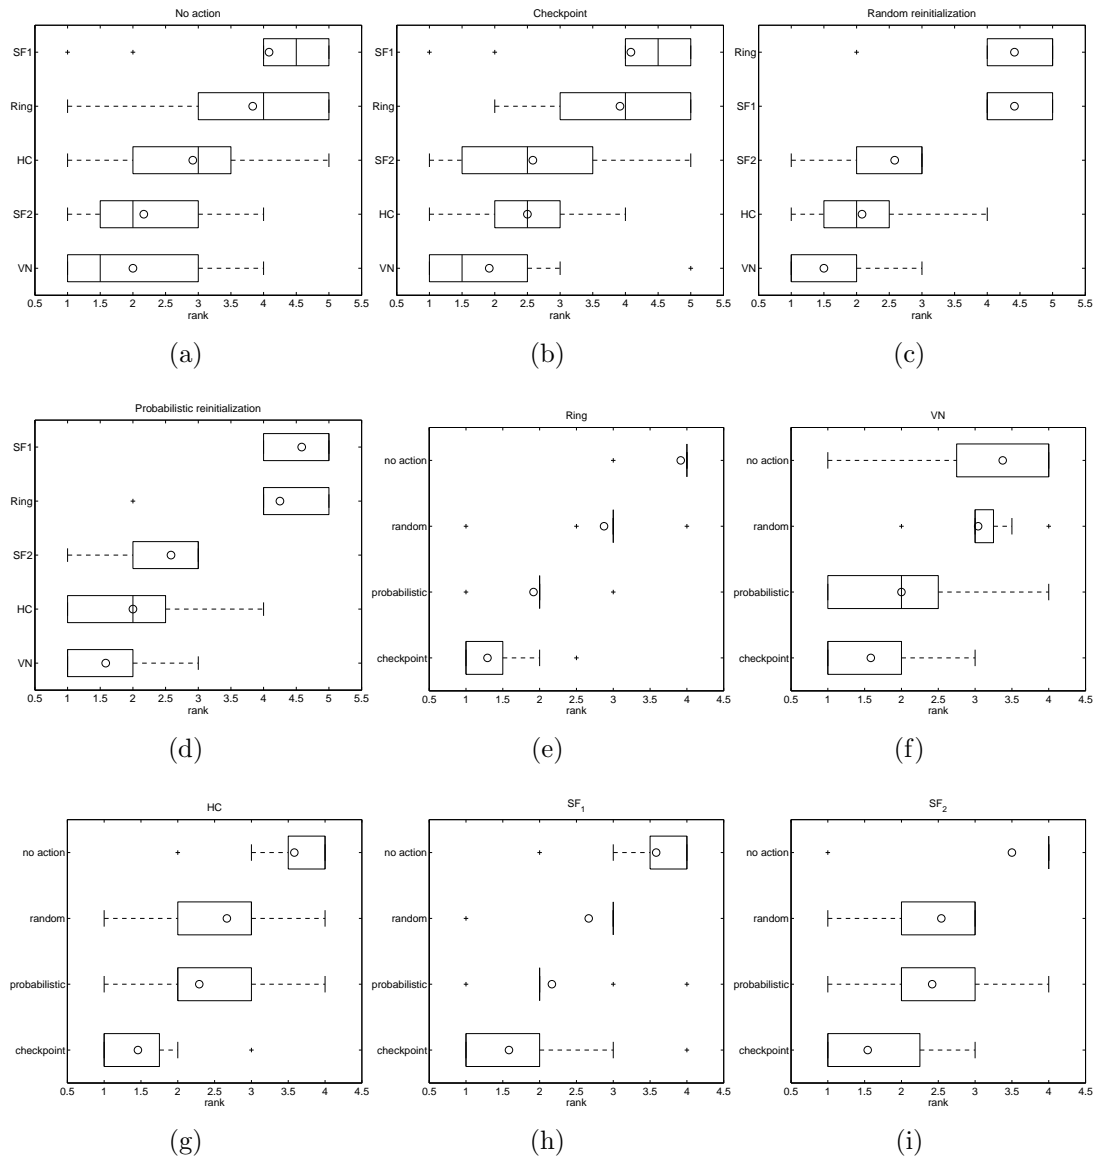 No action
SF1
Ring
HC
SF2
VN
0.5 1 1.5 2 2.5 3 3.5 4 4.5 5 5.5
rank
(a)
Checkpoint
SF1
Ring
SF2
HC
VN
0.5 1 1.5 2 2.5 3 3.5 4 4.5 5 5.5
rank
(b)
Random reinitialization
Ring
SF1
SF2
HC
VN
0.5 1 1.5 2 2.5 3 3.5 4 4.5 5 5.5
rank
(c)
Probabilistic reinitialization
SF1
Ring
SF2
HC
VN
0.5 1 1.5 2 2.5 3 3.5 4 4.5 5 5.5
rank
(d)
Ring
no action
random
probabilistic
checkpoint
0.5 1 1.5 2 2.5 3 3.5 4 4.5
rank
(e)
VN
no action
random
probabilistic
checkpoint
0.5 1 1.5 2 2.5 3 3.5 4 4.5
rank
(f)
HC
no action
random
probabilistic
checkpoint
0.5 1 1.5 2 2.5 3 3.5 4 4.5
rank
(g)
SF1
no action
random
probabilistic
checkpoint
0.5 1 1.5 2 2.5 3 3.5 4 4.5
rank
(h)
SF2
no action
random
probabilistic
checkpoint
0.5 1 1.5 2 2.5 3 3.5 4 4.5
rank
(i)